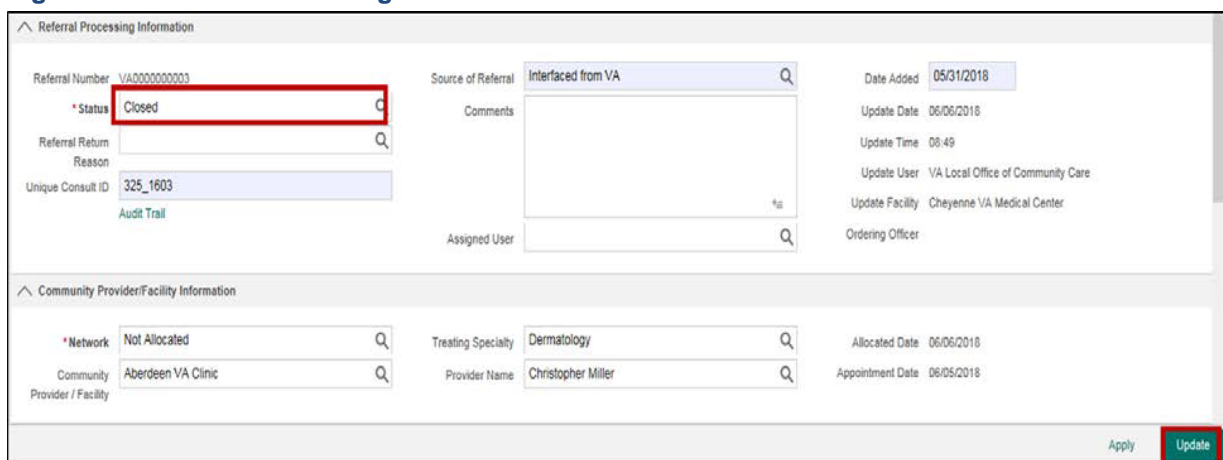 Referral Processing Information
Referral Number VA0000000003
* Status Closed
Referral Return Reason
Unique Consult ID 325_1603
Audit Trail
Source of Referral Interfaced from VA
Comments
Assigned User
Date Added 05/31/2018
Update Date 06/06/2018
Update Time 08:49
Update User VA Local Office of Community Care
Update Facility Cheyenne VA Medical Center
Ordering Officer
Community Provider/Facility Information
* Network Not Allocated
Community Provider / Facility Aberdeen VA Clinic
Treating Specialty Dermatology
Provider Name Christopher Miller
Allocated Date 06/06/2018
Appointment Date 06/05/2018
Apply Update